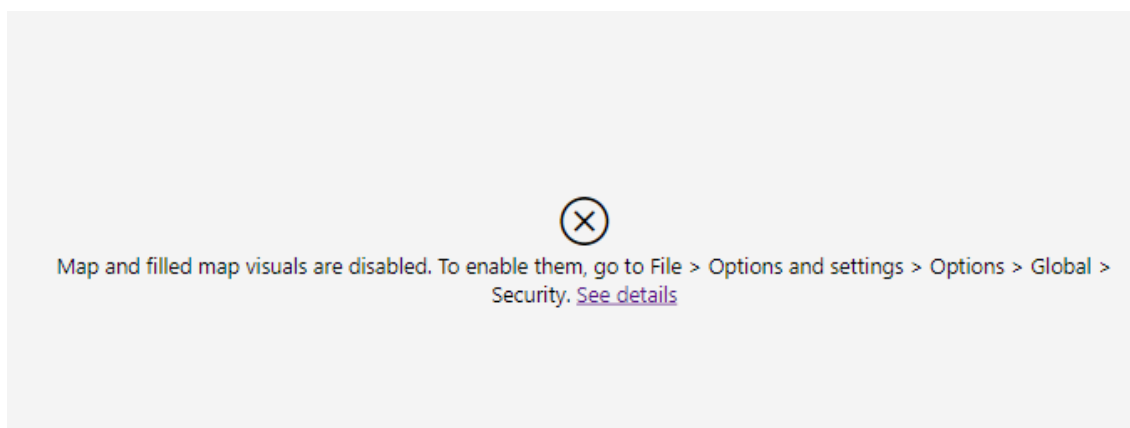 Map and filled map visuals are disabled. To enable them, go to File > Options and settings > Options > Global >
Security. See details